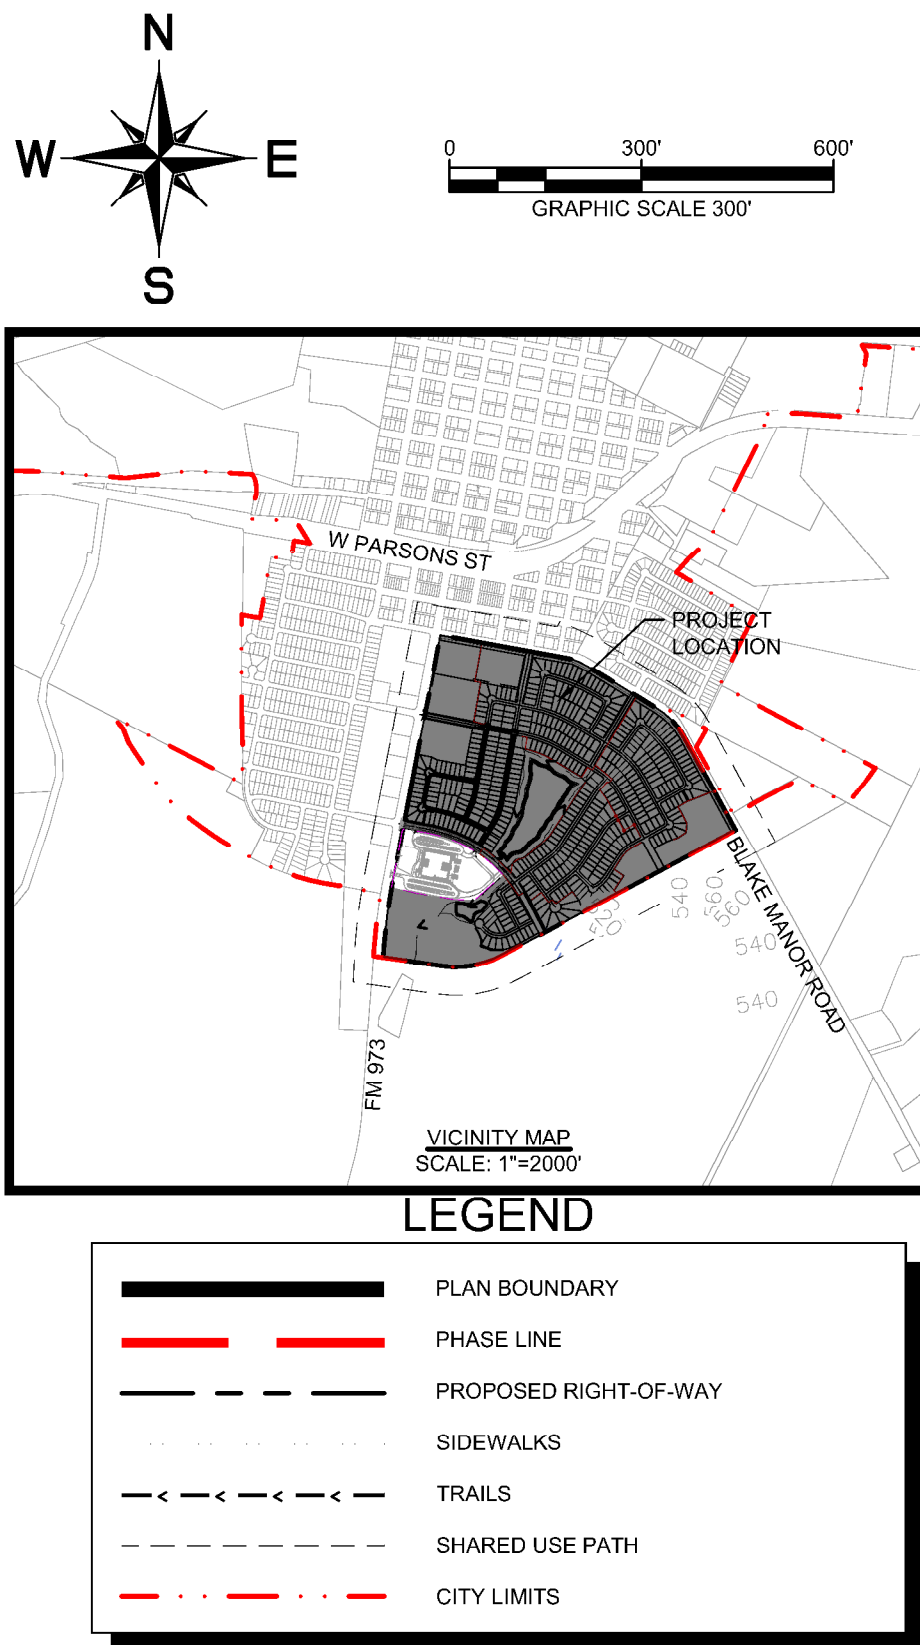 N
W E
S
0 300' 600'
GRAPHIC SCALE 300'
W PARSONS ST
PROJECT
LOCATION
BLAKE MANOR ROAD
540
560
560
540
540
520
FM 973
VICINITY MAP
SCALE: 1"=2000'
LEGEND
PLAN BOUNDARY
PHASE LINE
PROPOSED RIGHT-OF-WAY
SIDEWALKS
TRAILS
SHARED USE PATH
CITY LIMITS